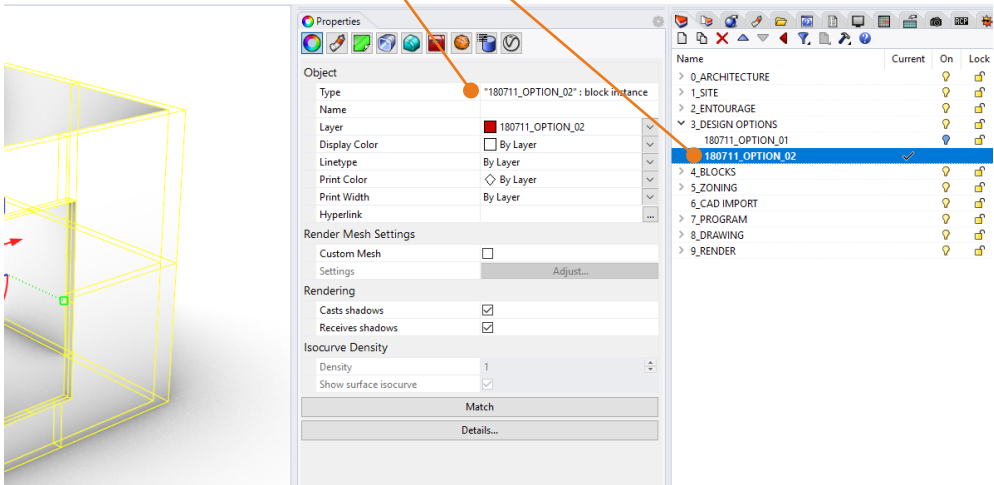 Properties
Object
Type "180711_OPTION_02" : block instance
Name
Layer 180711_OPTION_02
Display Color By Layer
Linetype By Layer
Print Color By Layer
Print Width By Layer
Hyperlink ...
Render Mesh Settings
Custom Mesh
Settings Adjust...
Rendering
Casts shadows
Receives shadows
Isocurve Density
Density 1
Show surface isocurve
Match
Details...
Name Current On Lock
0_ARCHITECTURE
1_SITE
2_ENTOURAGE
3_DESIGN OPTIONS
180711_OPTION_01
180711_OPTION_02
4_BLOCKS
5_ZONING
6_CAD IMPORT
7_PROGRAM
8_DRAWING
9_RENDER